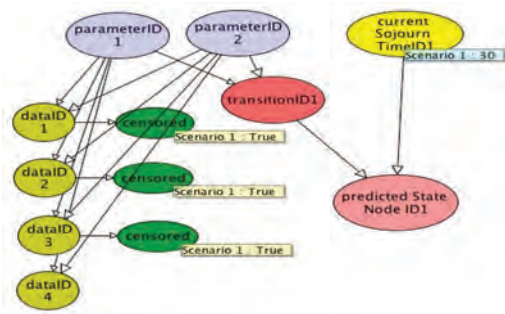 parameterID
1
parameterID
2
current
Sojourn
TimeID1
Scenario 1 : 30
transitionID1
dataID
1
censored
Scenario 1 : True
dataID
2
censored
Scenario 1 : True
predicted State
Node ID1
dataID
3
censored
Scenario 1 : True
dataID
4